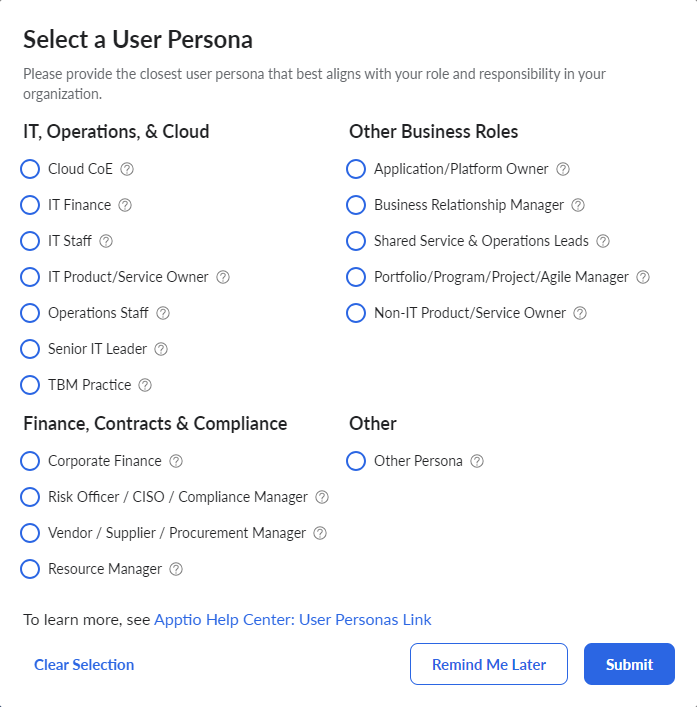 Select a User Persona
Please provide the closest user persona that best aligns with your role and responsibility in your
organization.
IT, Operations, & Cloud
Cloud CoE
IT Finance
IT Staff
IT Product/Service Owner
Operations Staff
Senior IT Leader
TBM Practice
Other Business Roles
Application/Platform Owner
Business Relationship Manager
Shared Service & Operations Leads
Portfolio/Program/Project/Agile Manager
Non-IT Product/Service Owner
Finance, Contracts & Compliance
Corporate Finance
Risk Officer / CISO / Compliance Manager
Vendor / Supplier / Procurement Manager
Resource Manager
Other
Other Persona
To learn more, see Apptio Help Center: User Personas Link
Clear Selection
Remind Me Later
Submit